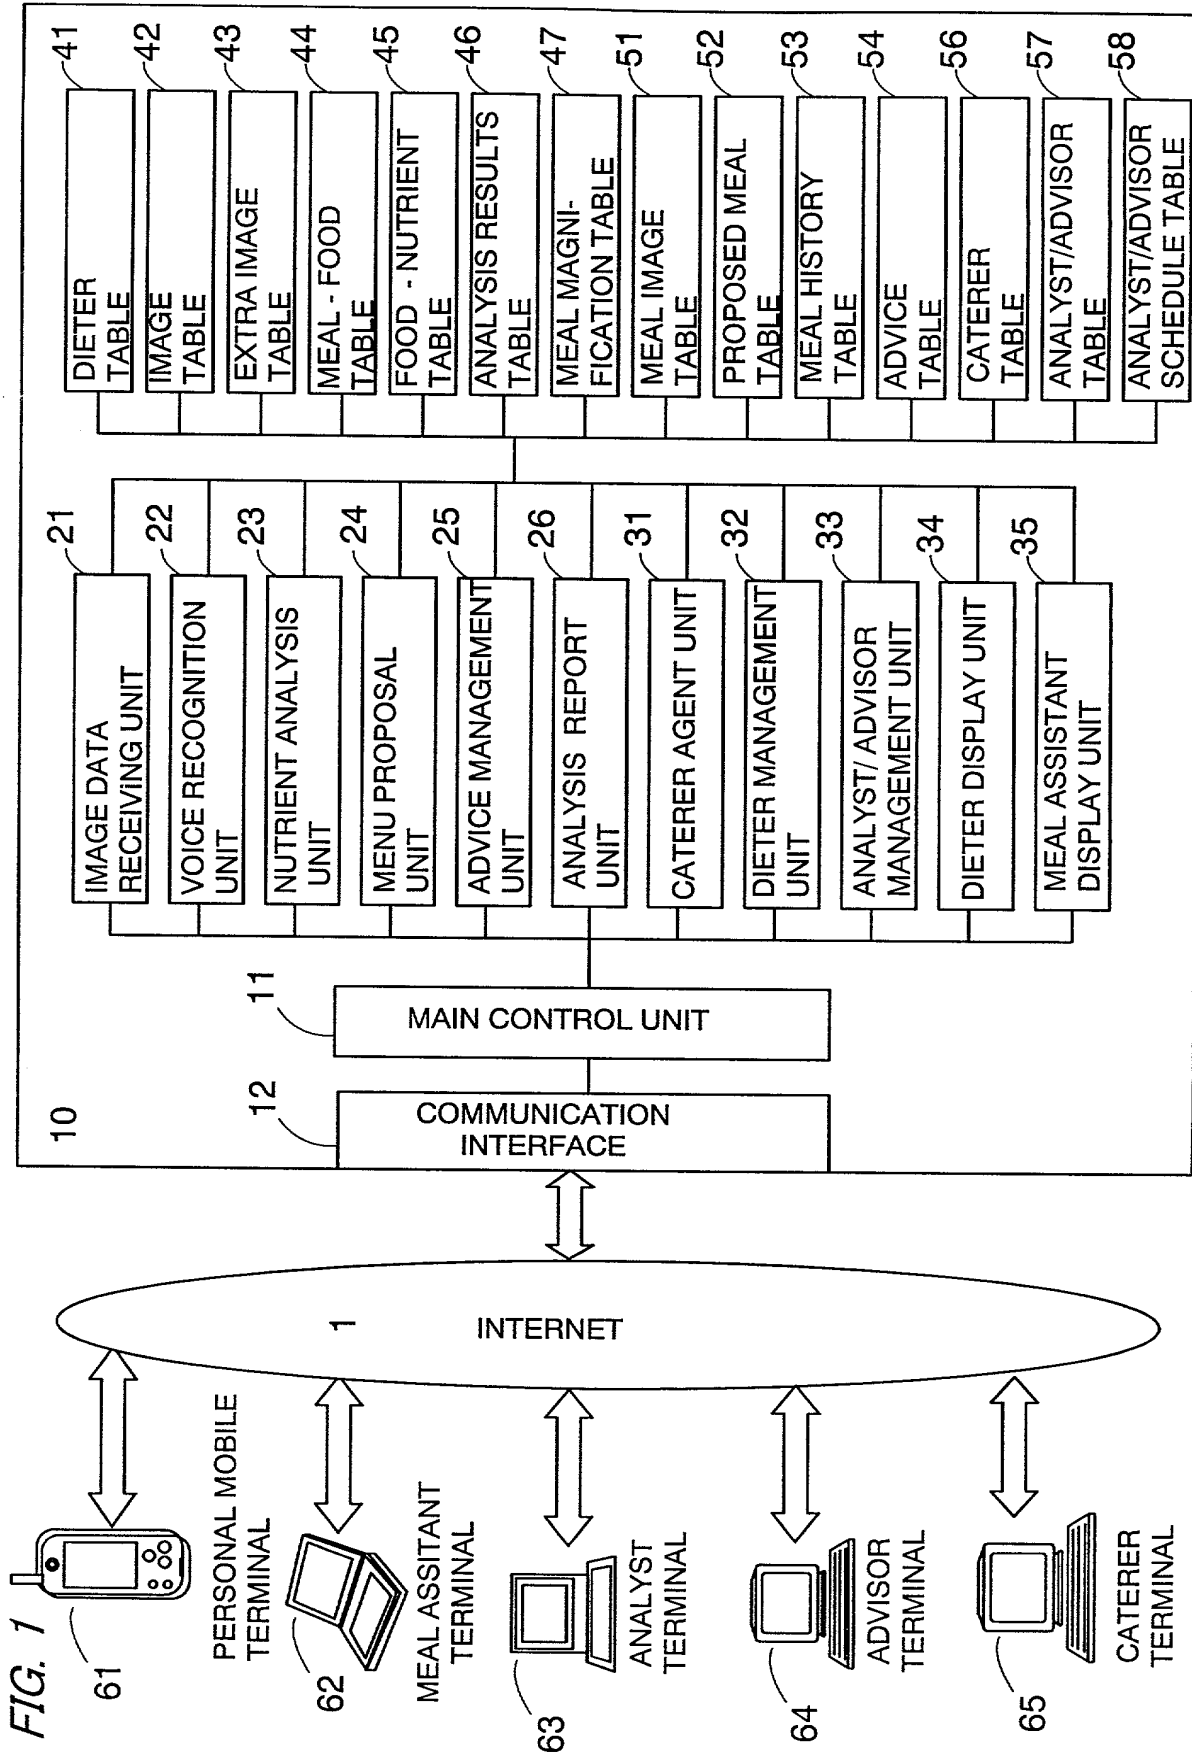 FIG. 1
61
PERSONAL MOBILE
TERMINAL
62
MEAL ASSITANT
TERMINAL
63
ANALYST
TERMINAL
64
ADVISOR
TERMINAL
65
CATERER
TERMINAL
1
INTERNET
10
12
COMMUNICATION
INTERFACE
11
MAIN CONTROL UNIT
21
IMAGE DATA
RECEIViNG UNIT
22
VOICE RECOGNITION
UNIT
23
NUTRIENT ANALYSIS
UNIT
24
MENU PROPOSAL
UNIT
25
ADVICE MANAGEMENT
UNIT
26
ANALYSIS REPORT
UNIT
31
CATERER AGENT UNIT
32
DIETER MANAGEMENT
UNIT
33
ANALYST/ ADVISOR
MANAGEMENT UNIT
34
DIETER DISPLAY UNIT
35
MEAL ASSISTANT
DISPLAY UNIT
41
DIETER
TABLE
42
IMAGE
TABLE
43
EXTRA IMAGE
TABLE
44
MEAL - FOOD
TABLE
45
FOOD - NUTRIENT
TABLE
46
ANALYSIS RESULTS
TABLE
47
MEAL MAGNI-
FICATION TABLE
51
MEAL IMAGE
TABLE
52
PROPOSED MEAL
TABLE
53
MEAL HISTORY
TABLE
54
ADVICE
TABLE
56
CATERER
TABLE
57
ANALYST/ADVISOR
TABLE
58
ANALYST/ADVISOR
SCHEDULE TABLE